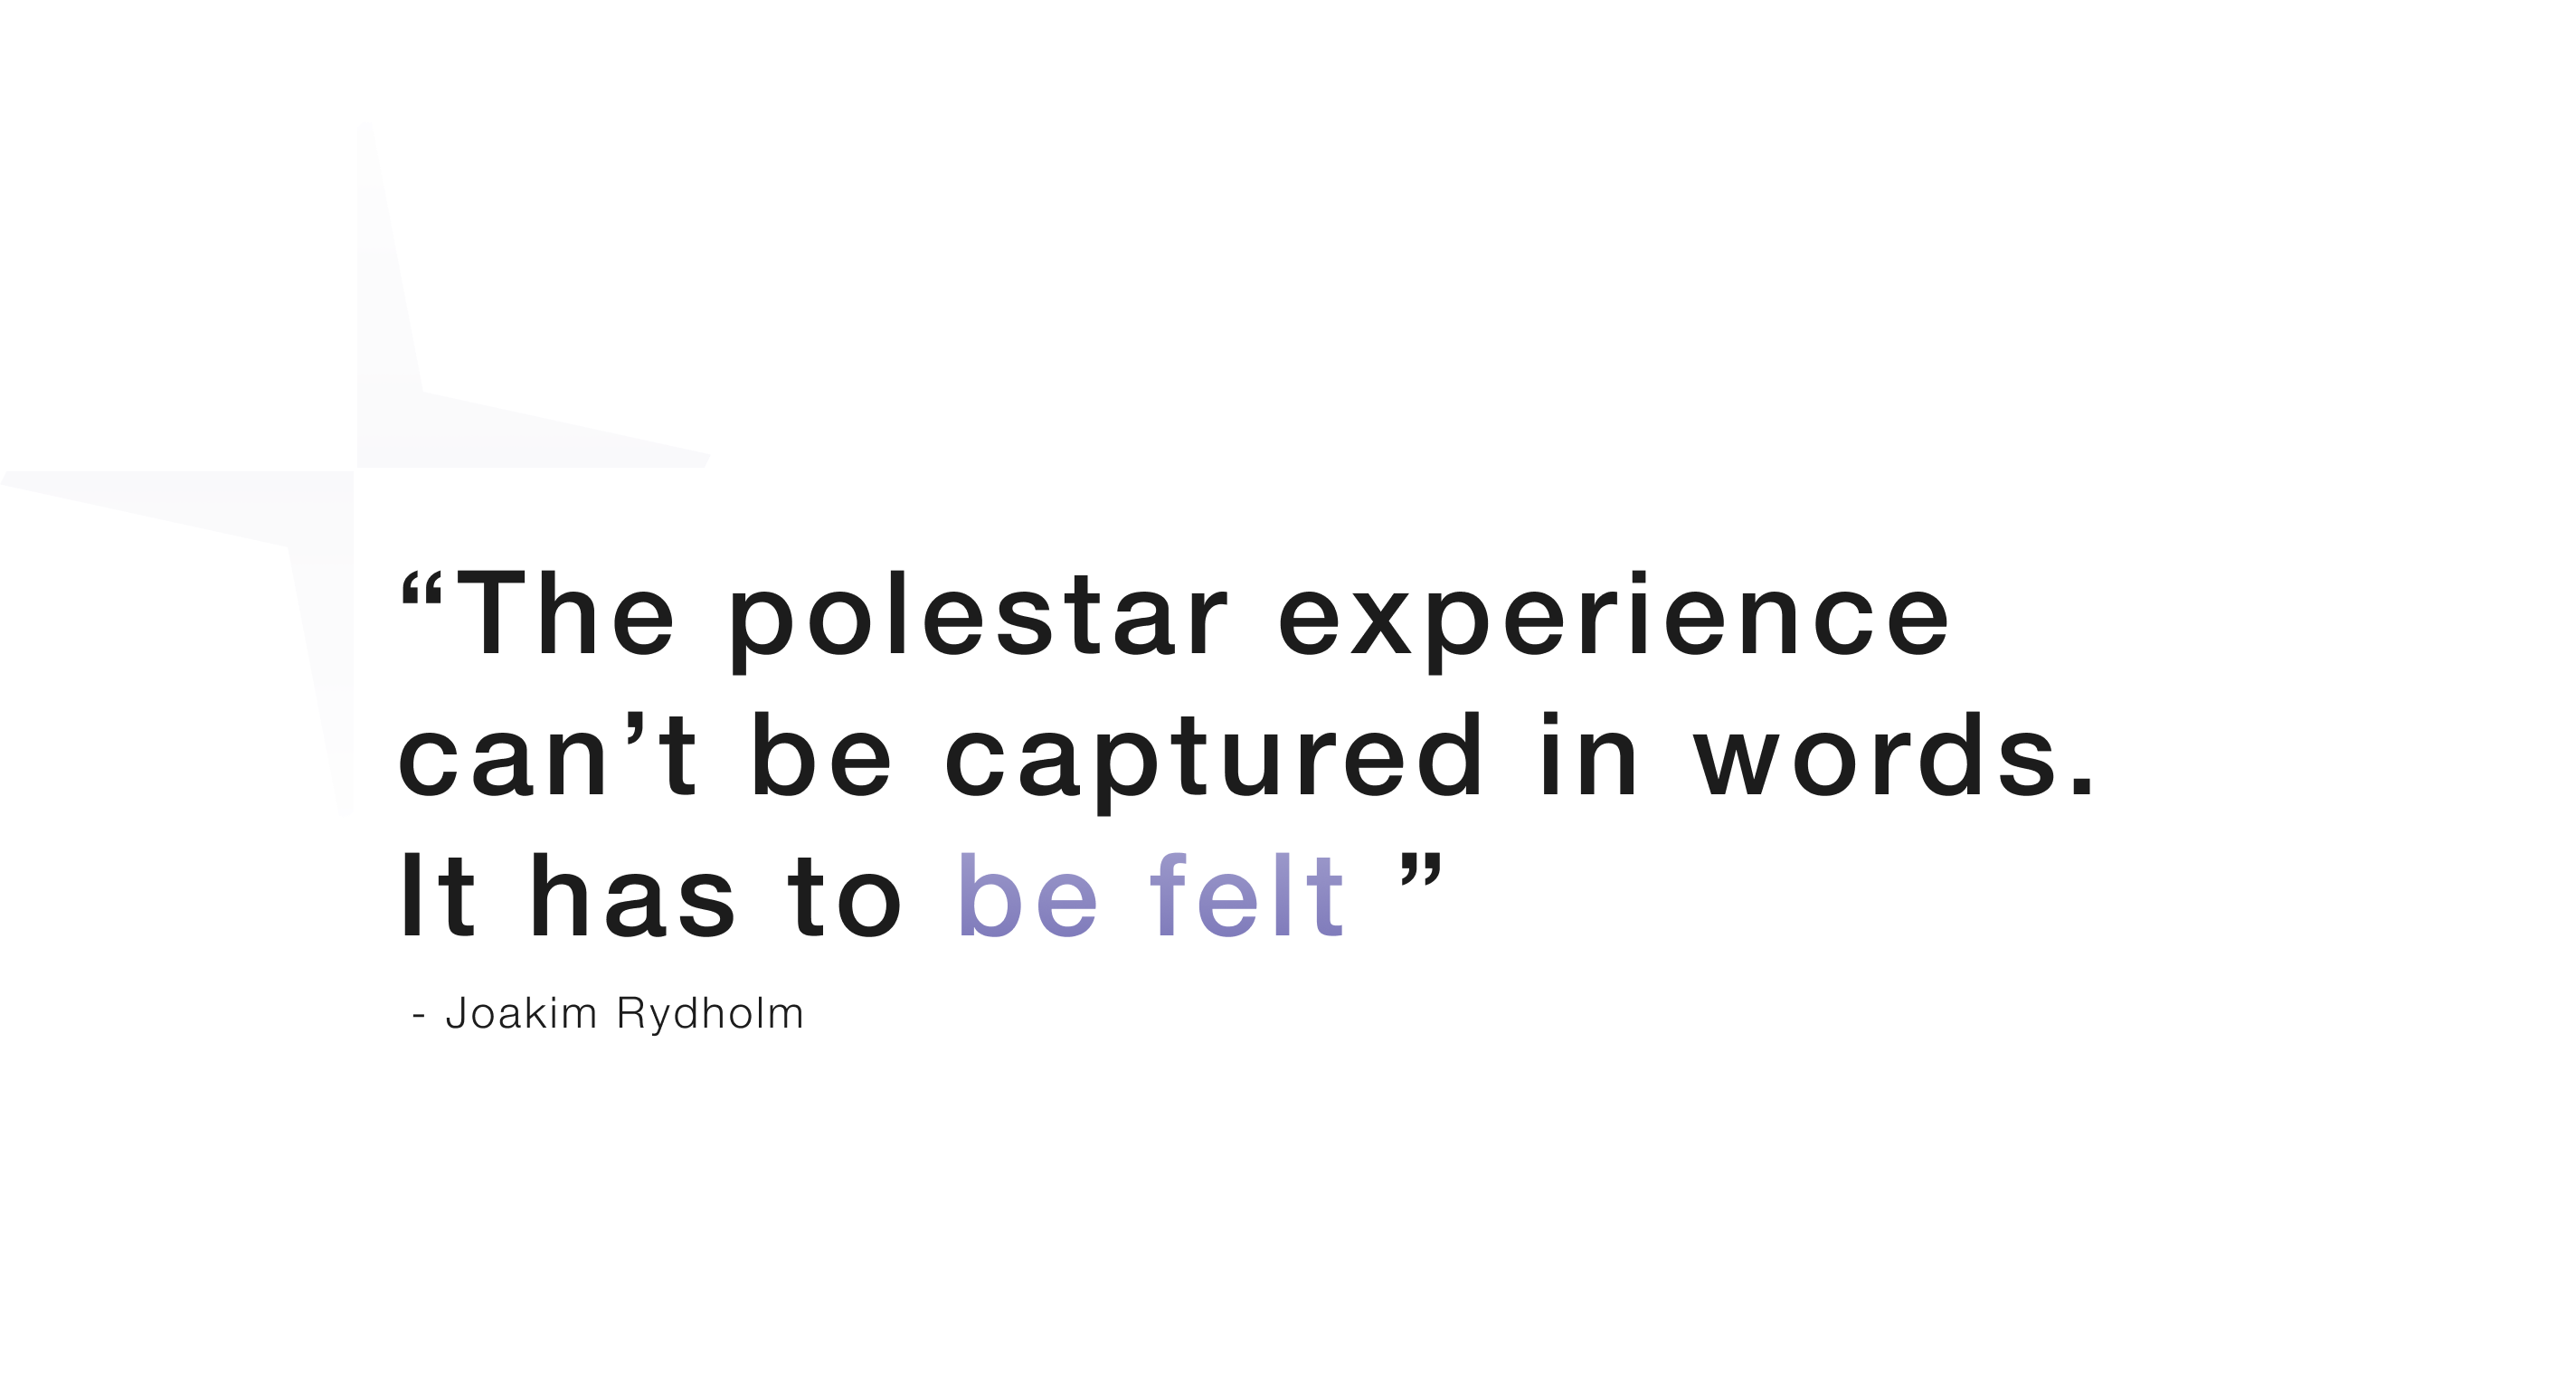 “The polestar experience
can’t be captured in words.
It has to be felt ”
- Joakim Rydholm